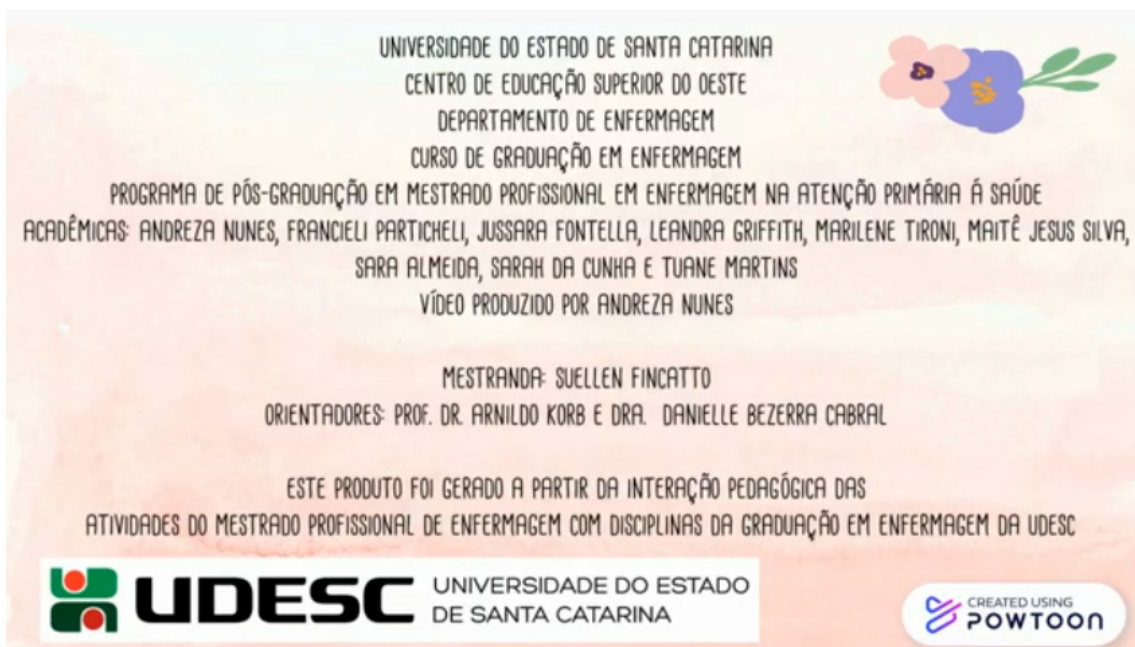 UNIVERSIDADE DO ESTADO DE SANTA CATARINA
CENTRO DE EDUCAÇÃO SUPERIOR DO OESTE
DEPARTAMENTO DE ENFERMAGEM
CURSO DE GRADUAÇÃO EM ENFERMAGEM
PROGRAMA DE PÓS-GRADUAÇÃO EM MESTRADO PROFISSIONAL EM ENFERMAGEM NA ATENÇÃO PRIMÁRIA Á SAÚDE
ACADÊMICAS: ANDREZA NUNES, FRANCIELI PARTICHELI, JUSSARA FONTELLA, LEANDRA GRIFFITH, MARILENE TIRONI, MAITÊ JESUS SILVA,
SARA ALMEIDA, SARAH DA CUNHA E TUANE MARTINS
VÍDEO PRODUZIDO POR ANDREZA NUNES
MESTRANDA: SUELLEN FINCATTO
ORIENTADORES: PROF. DR. ARNILDO KORB E DRA. DANIELLE BEZERRA CABRAL
ESTE PRODUTO FOI GERADO A PARTIR DA INTERAÇÃO PEDAGÓGICA DAS
ATIVIDADES DO MESTRADO PROFISSIONAL DE ENFERMAGEM COM DISCIPLINAS DA GRADUAÇÃO EM ENFERMAGEM DA UDESC
UDESC
UNIVERSIDADE DO ESTADO
DE SANTA CATARINA
CREATED USING
POWTOON